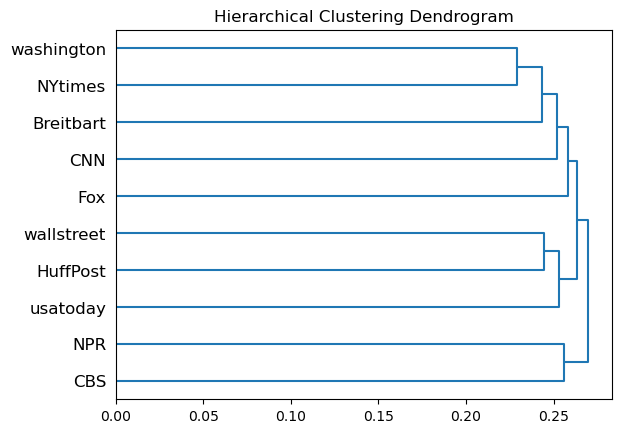 Hierarchical Clustering Dendrogram
washington
NYtimes
Breitbart
CNN
Fox
wallstreet
HuffPost
usatoday
NPR
CBS
0.00 0.05 0.10 0.15 0.20 0.25